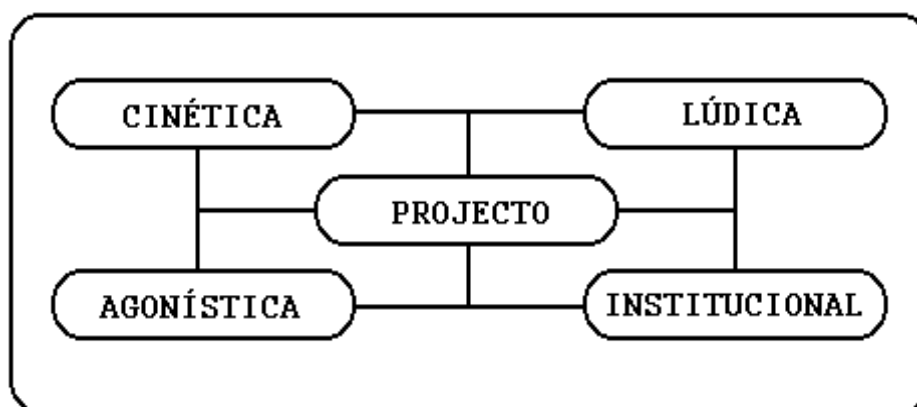 CINÉTICA
LÚDICA
PROJECTO
AGONÍSTICA
INSTITUCIONAL